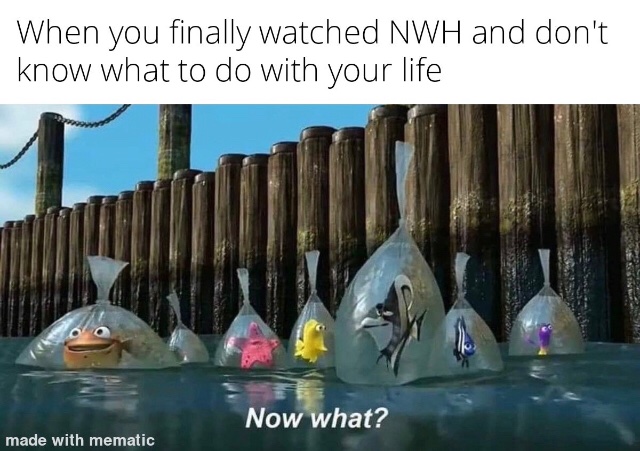 When you finally watched NWH and don't
know what to do with your life
Now what?
made with mematic